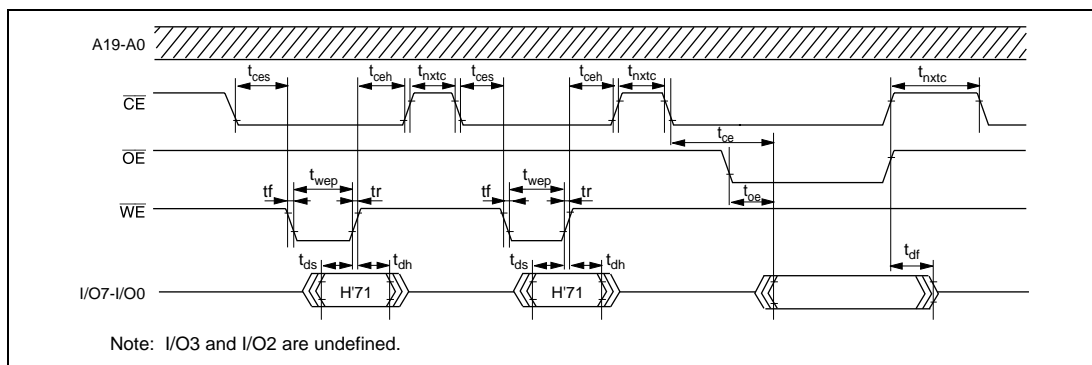 A19-A0
tces tceh tnxtc tces tceh tnxtc tnxtc
CE
tce
OE
twep twep
tf tr tf tr toe
WE
tds tdh tds tdh tdf
I/O7-I/O0 H'71 H'71
Note: I/O3 and I/O2 are undefined.